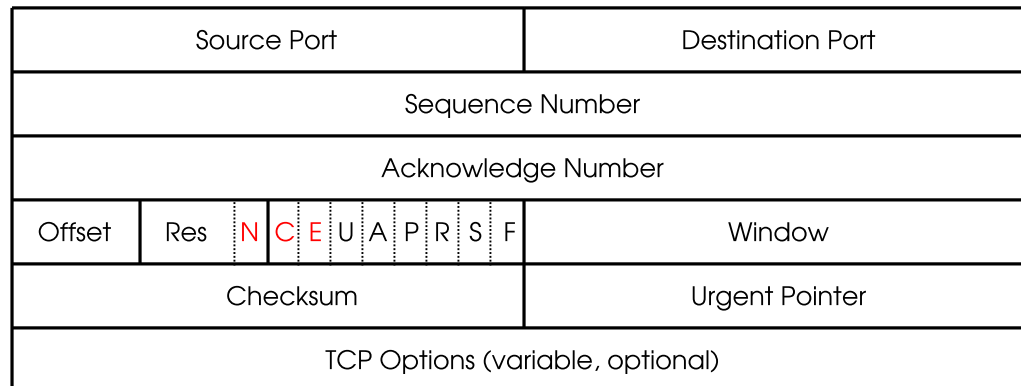 Source Port Destination Port
Sequence Number
Acknowledge Number
Offset Res N C E U A P R S F Window
Checksum Urgent Pointer
TCP Options (variable, optional)